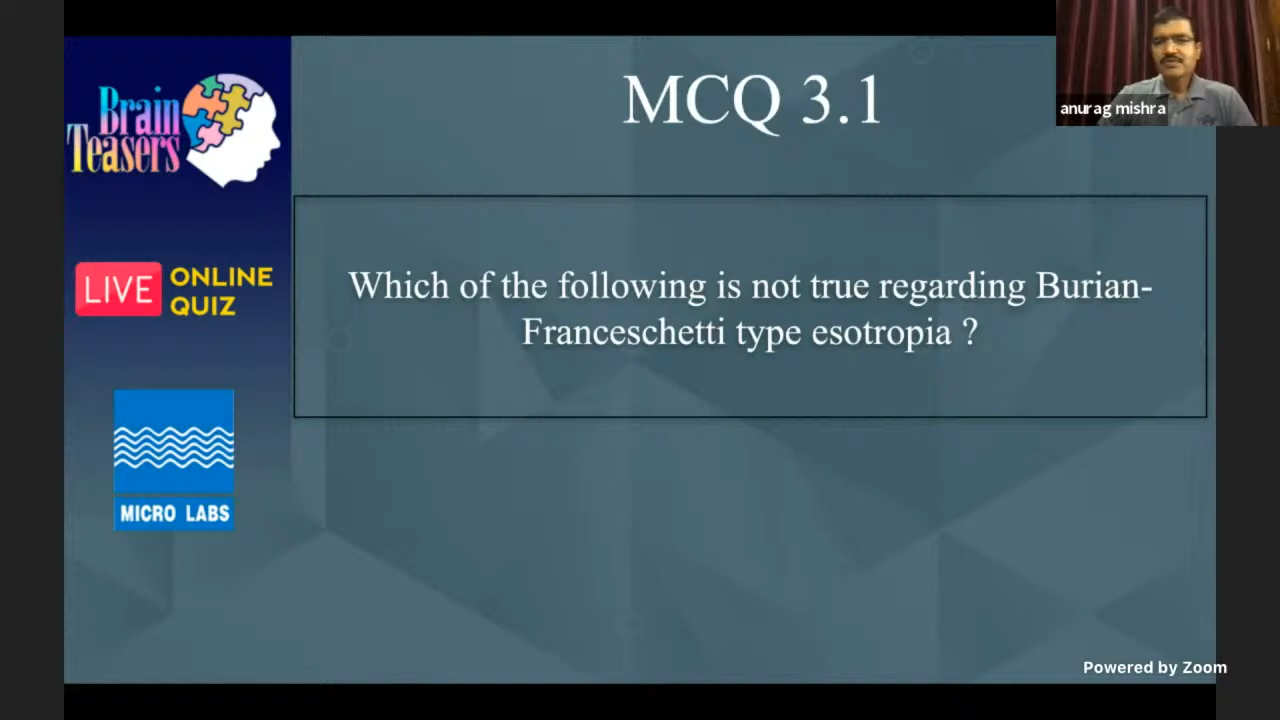 MCQ 3.1
anurag mishra
Brain
Teasers
LIVE ONLINE
QUIZ
Which of the following is not true regarding Burian-
Franceschetti type esotropia ?
MICRO LABS
Powered by Zoom